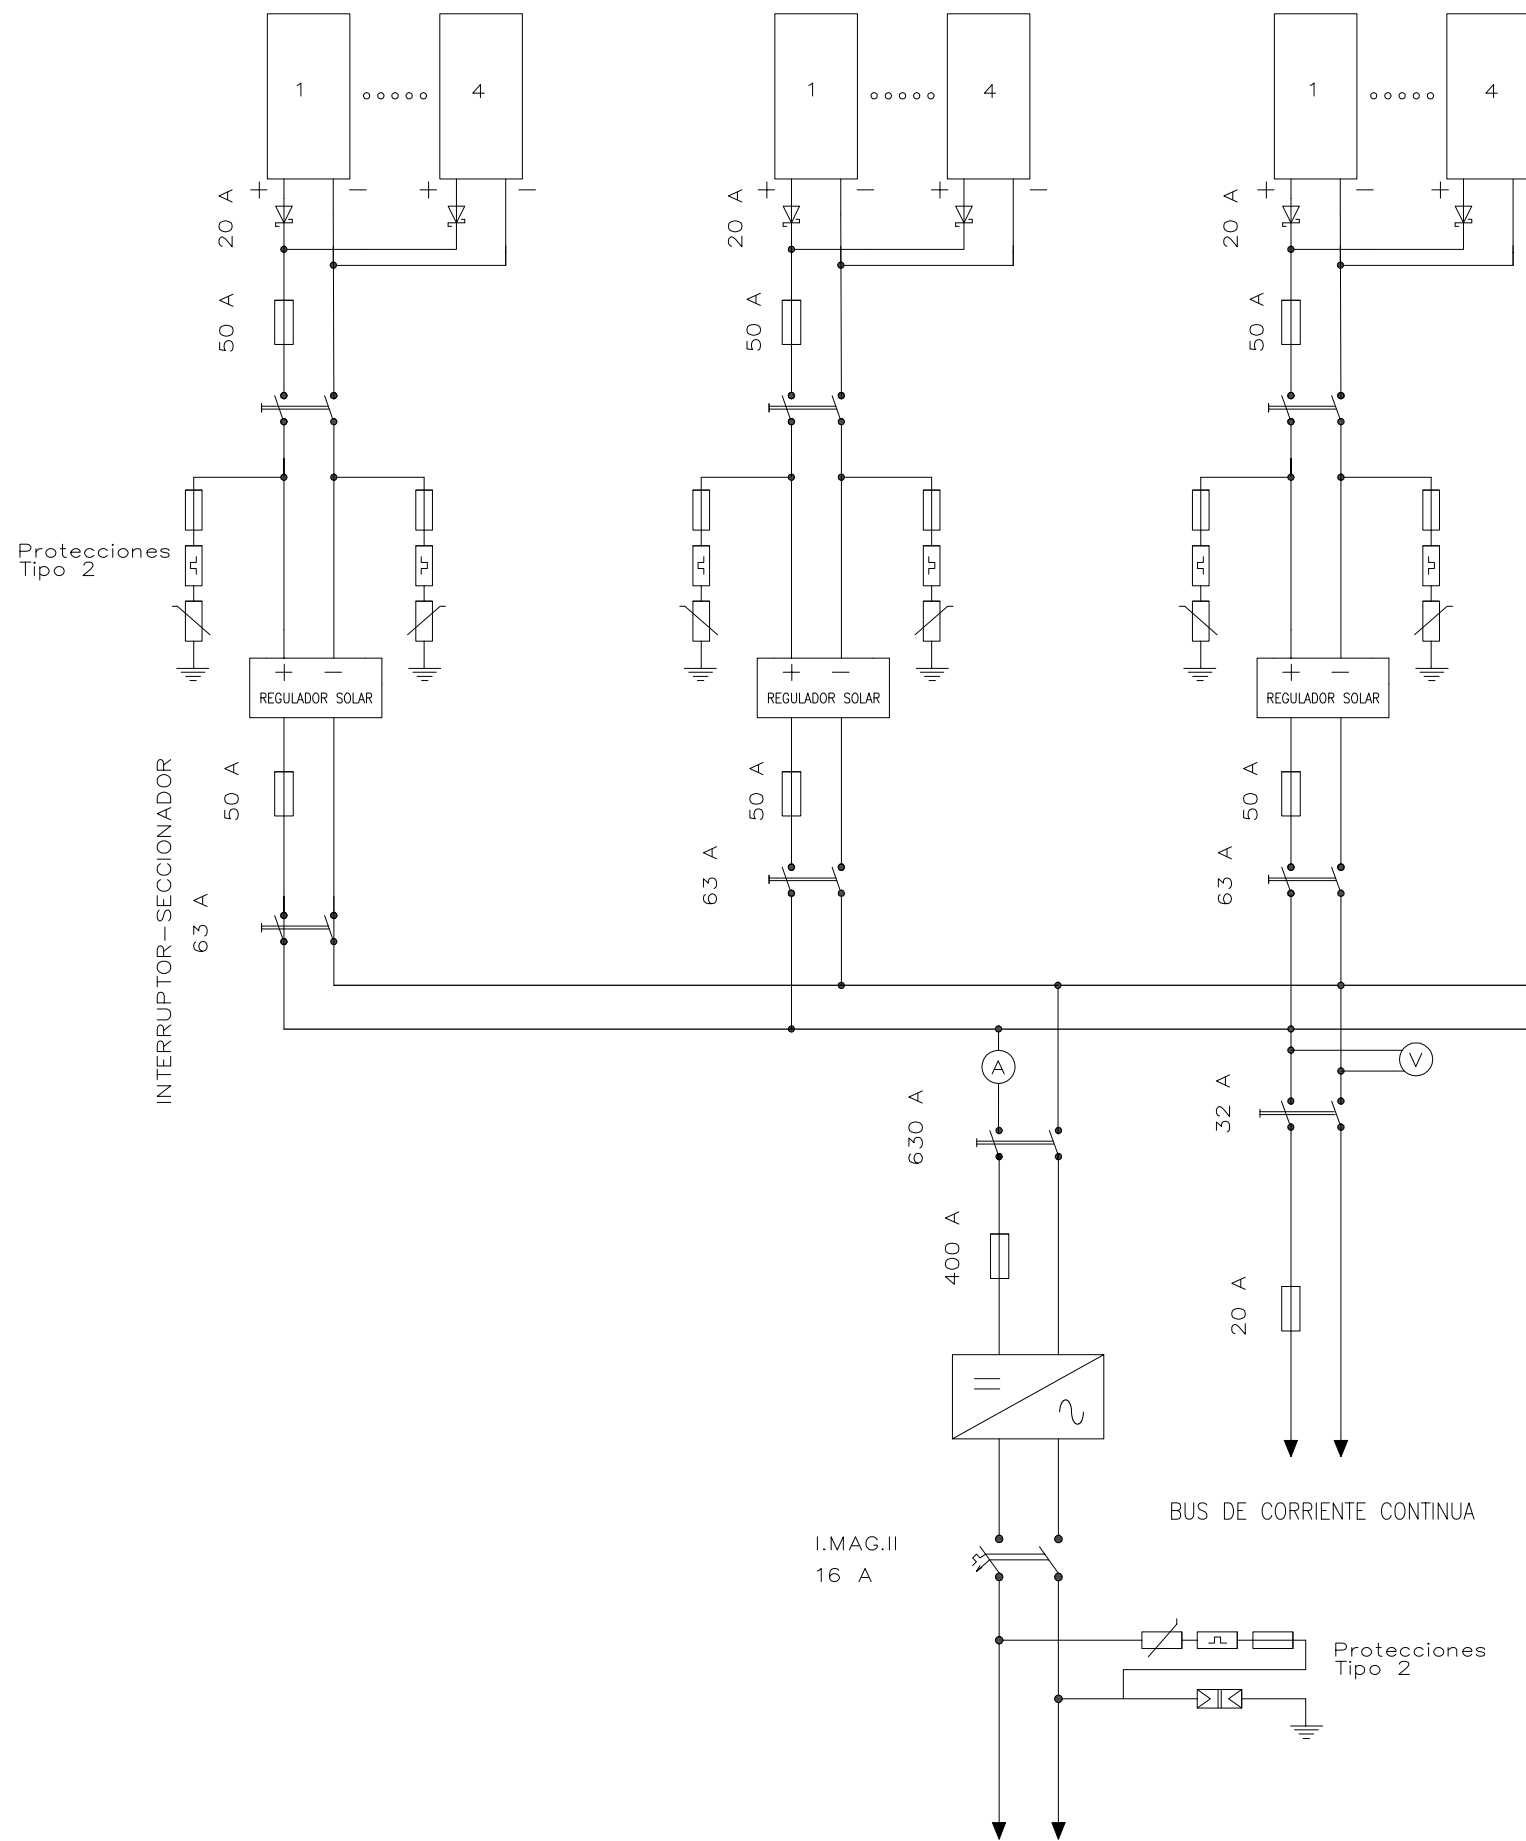 1
4
1
4
1
4
+ − + −
+ − + −
+ − + −
20 A
20 A
20 A
50 A
50 A
50 A
Protecciones
Tipo 2
+ −
REGULADOR SOLAR
+ −
REGULADOR SOLAR
+ −
REGULADOR SOLAR
50 A
50 A
50 A
INTERRUPTOR-SECCIONADOR
63 A
63 A
63 A
A
V
630 A
32 A
400 A
20 A
BUS DE CORRIENTE CONTINUA
I.MAG.II
16 A
Protecciones
Tipo 2